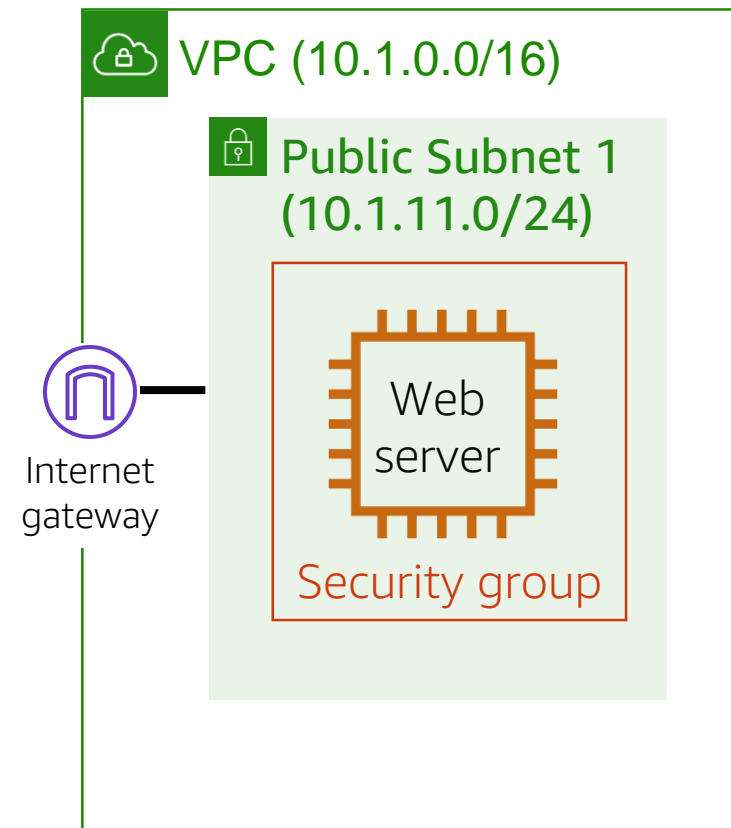 VPC (10.1.0.0/16)
Public Subnet 1
(10.1.11.0/24)
Web
server
Internet
gateway
Security group